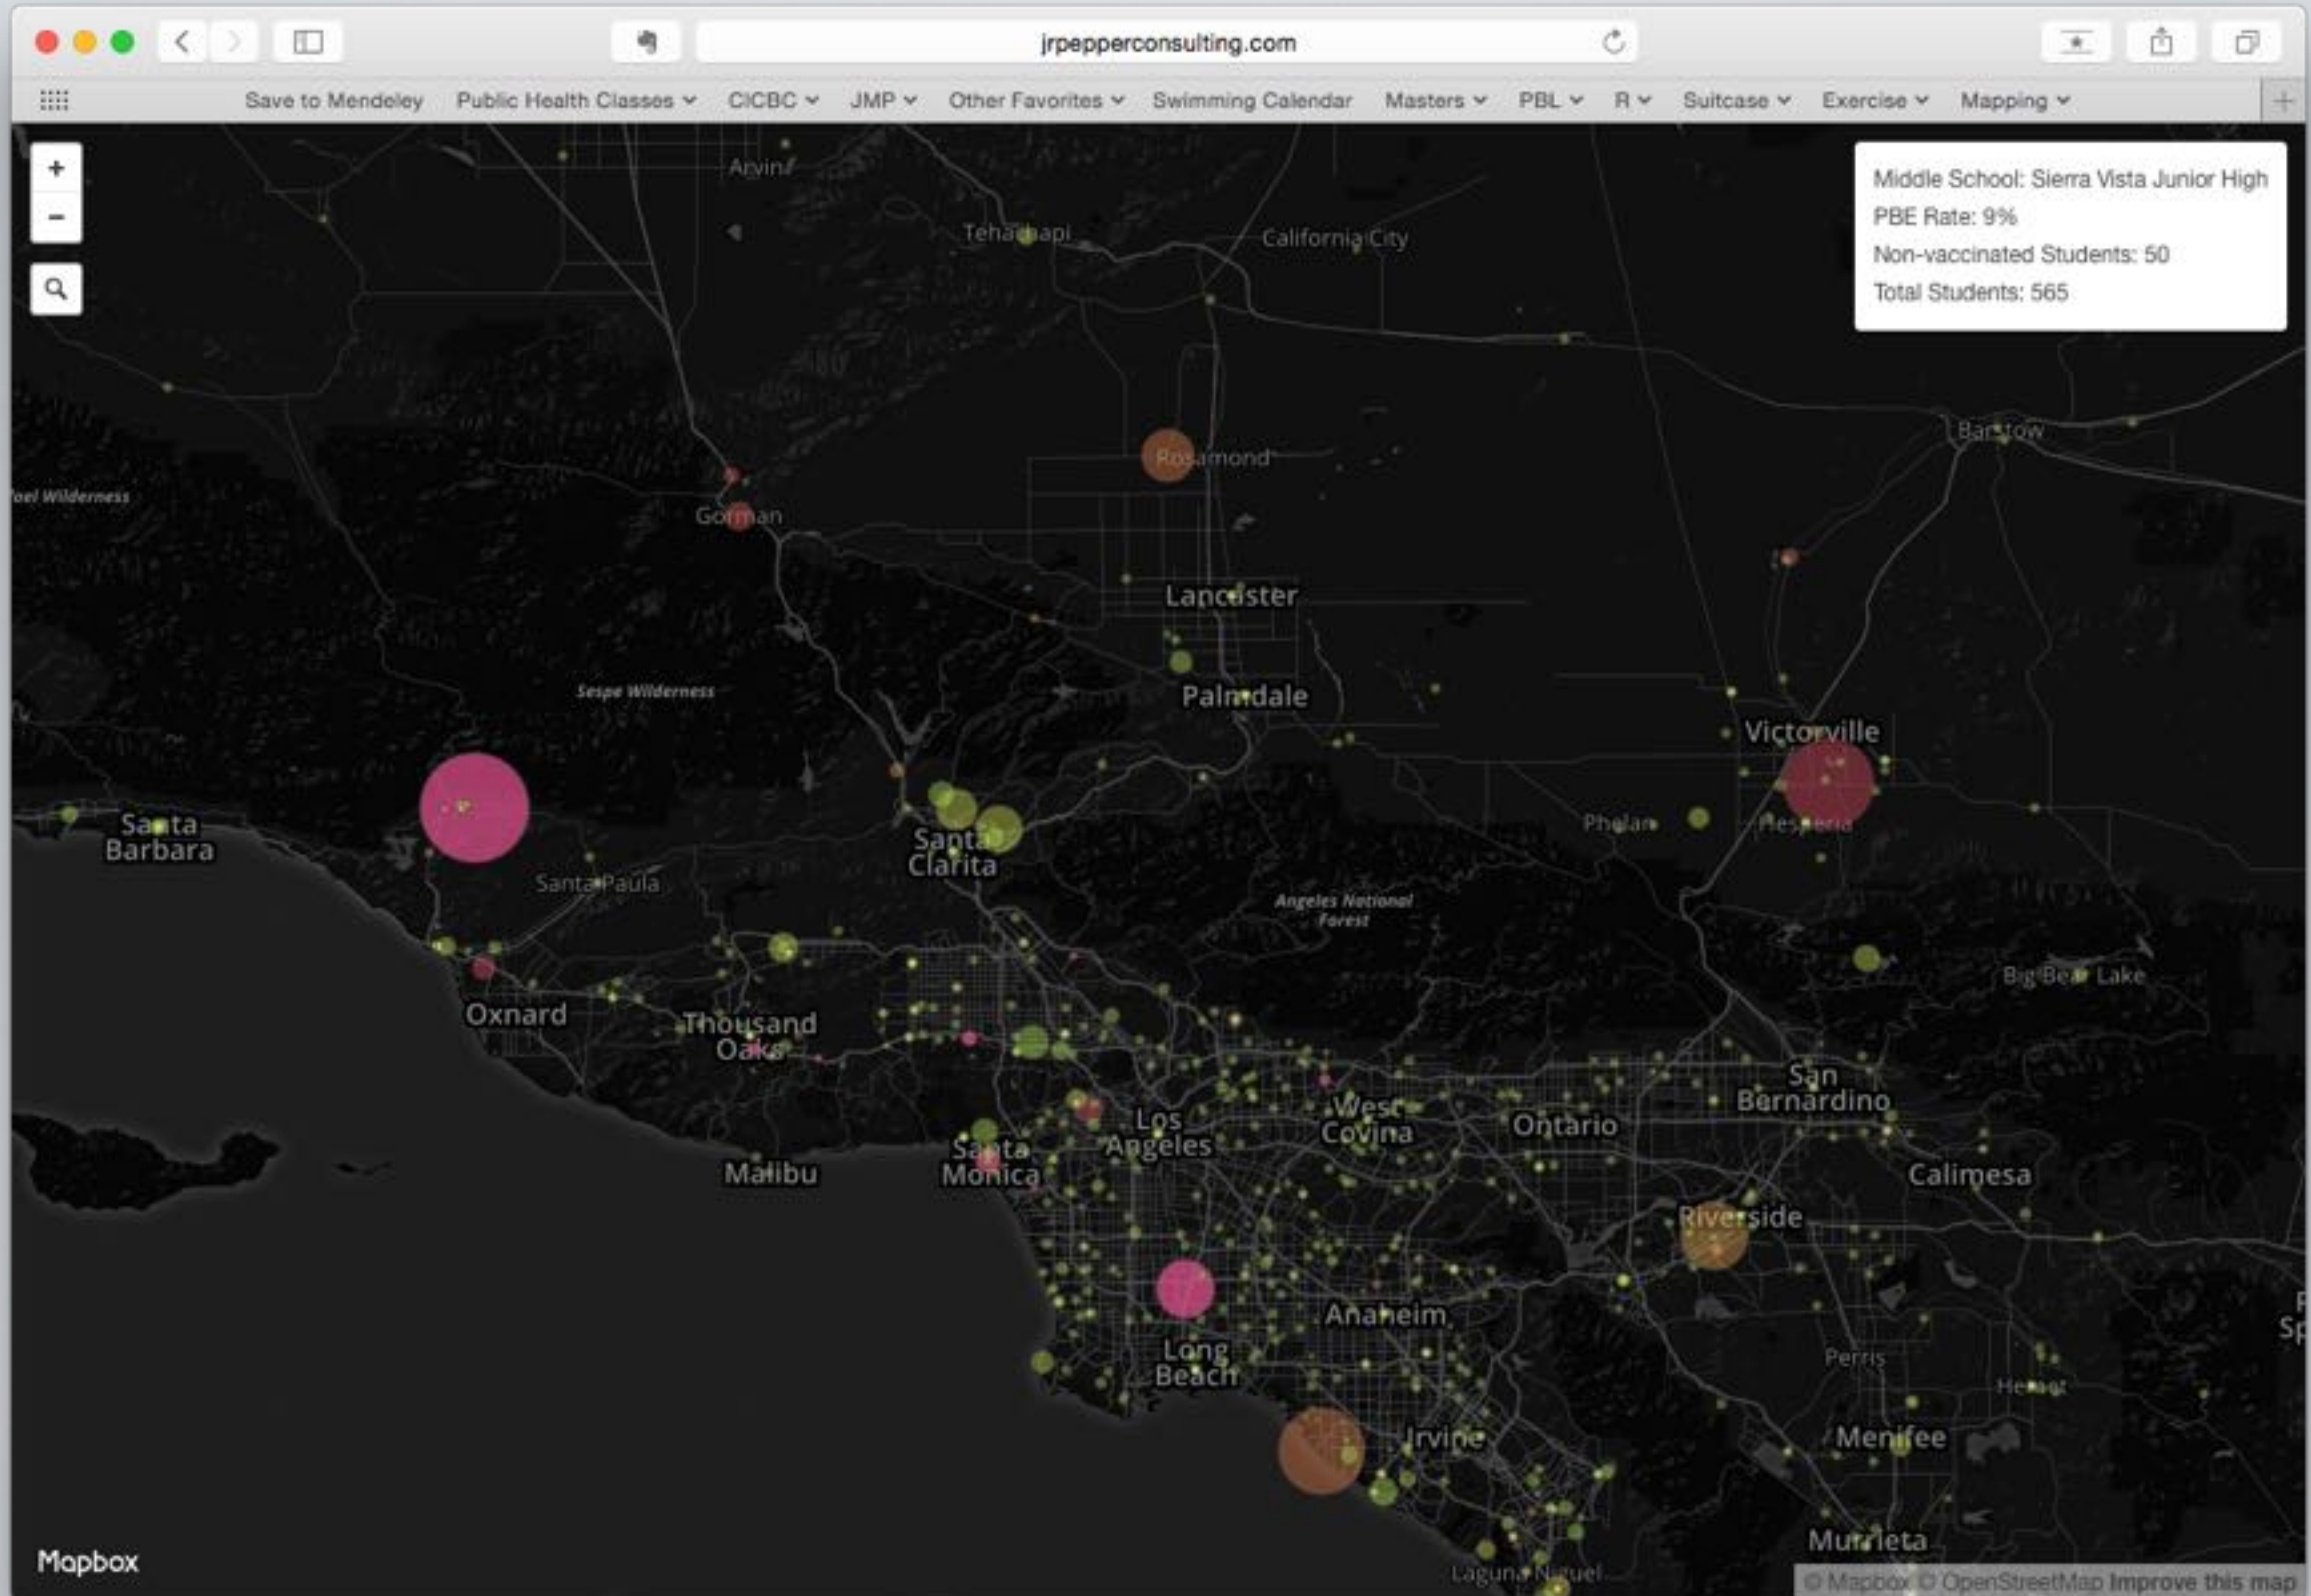 jrpepperconsulting.com
Save to Mendeley Public Health Classes CICBC JMP Other Favorites Swimming Calendar Masters PBL R Suitcase Exercise Mapping +
+
−
Middle School: Sierra Vista Junior High
PBE Rate: 9%
Non-vaccinated Students: 50
Total Students: 565
Arvin
Tehachapi
California City
Barstow
Rosamond
Wilderness
Gorman
Lancaster
Sespe Wilderness
Palmdale
Victorville
Santa
Barbara
Santa
Clarita
Phelan
Hesperia
Santa Paula
Angeles National
Forest
Big Bear Lake
Oxnard
Thousand
Oaks
San
Bernardino
West
Covina
Los
Angeles
Ontario
Santa
Monica
Malibu
Calimesa
Riverside
Anaheim
Long
Beach
Perris
Hemet
Irvine
Menifee
Murrieta
Laguna Niguel
Mapbox
© Mapbox © OpenStreetMap Improve this map